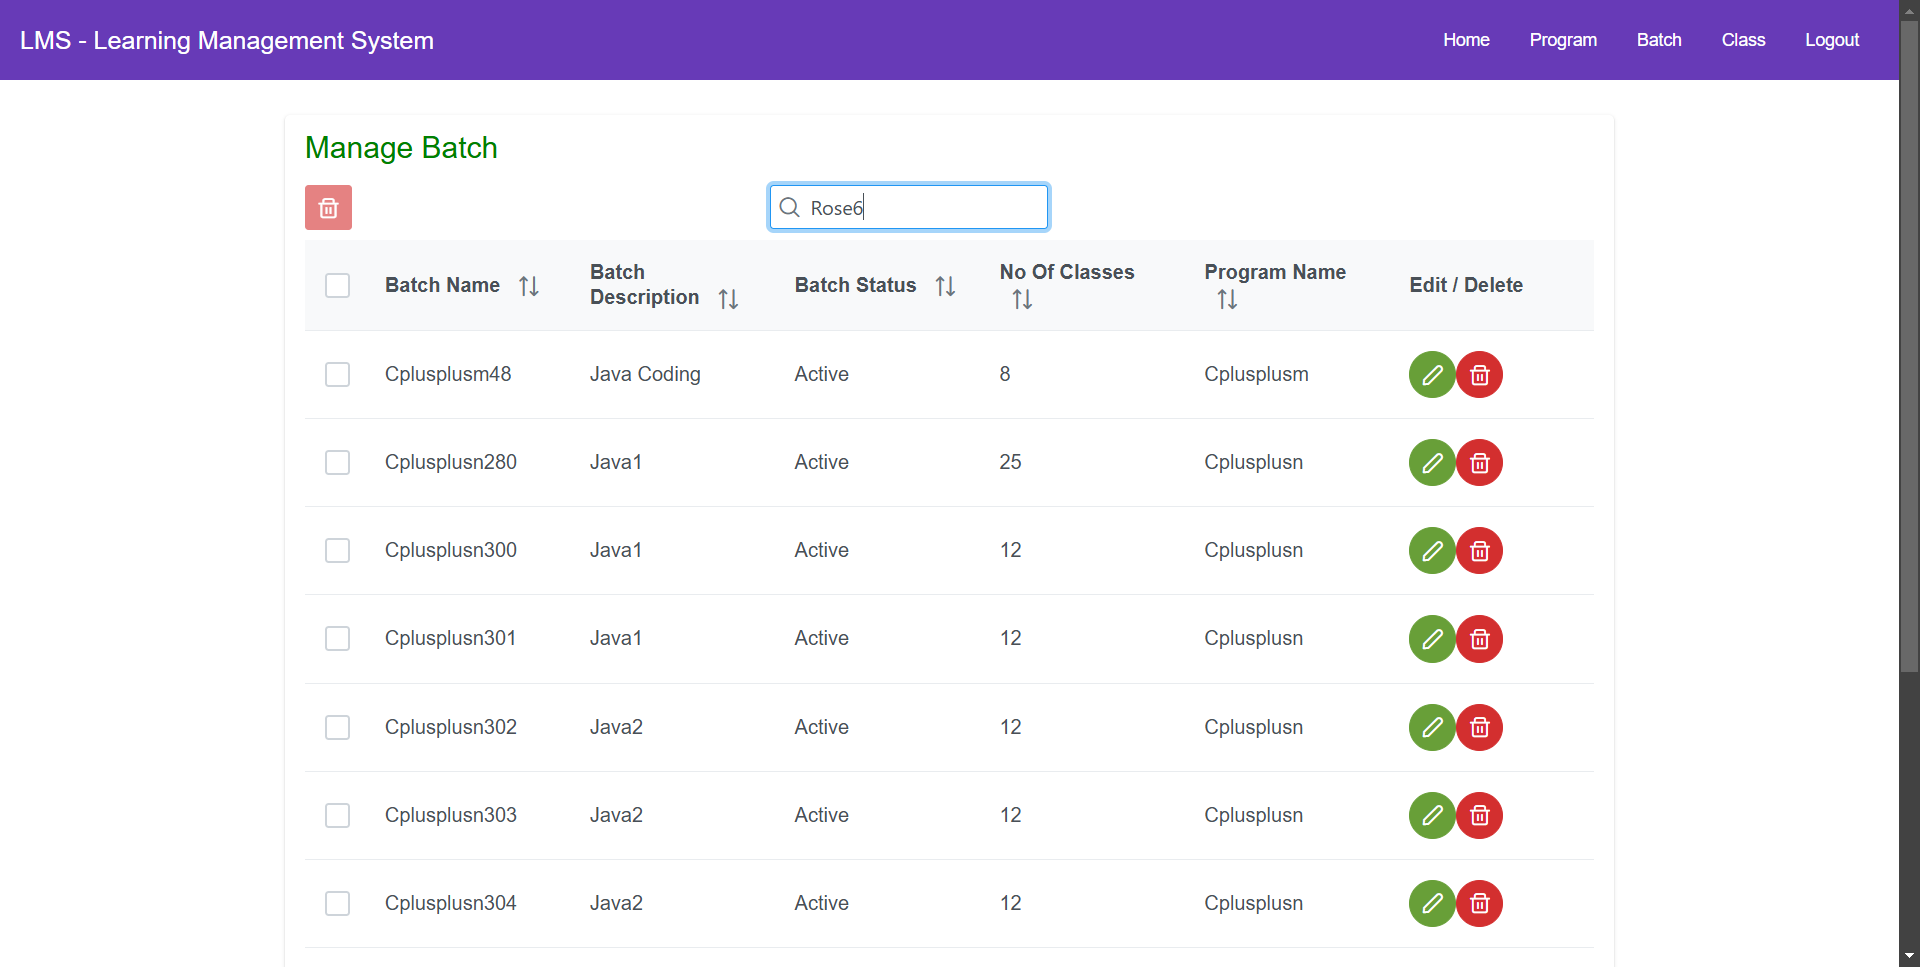 LMS - Learning Management System
Home Program Batch Class Logout
Manage Batch
Rose6
Batch Name Batch Description Batch Status No Of Classes Program Name Edit / Delete
Cplusplusm48 Java Coding Active 8 Cplusplusm
Cplusplusn280 Java1 Active 25 Cplusplusn
Cplusplusn300 Java1 Active 12 Cplusplusn
Cplusplusn301 Java1 Active 12 Cplusplusn
Cplusplusn302 Java2 Active 12 Cplusplusn
Cplusplusn303 Java2 Active 12 Cplusplusn
Cplusplusn304 Java2 Active 12 Cplusplusn